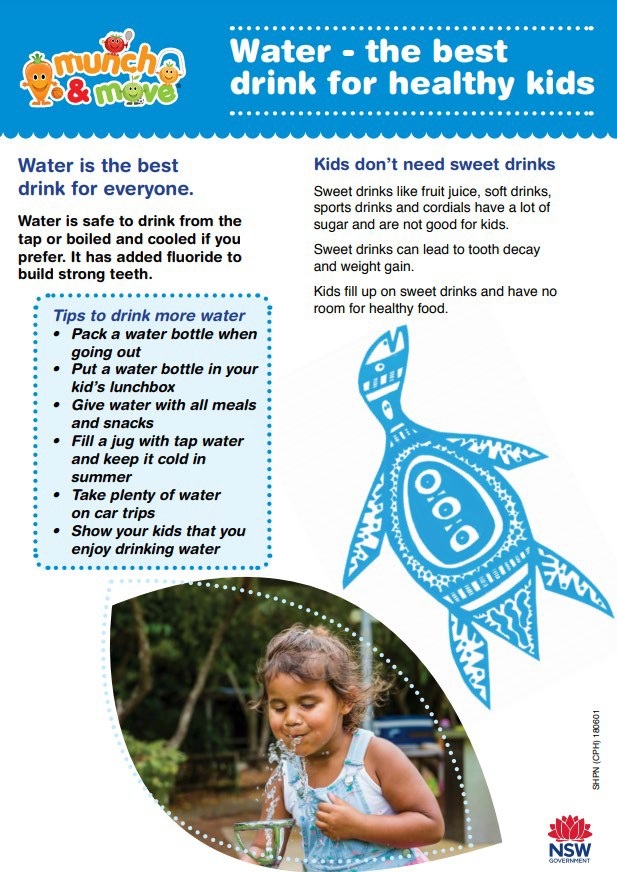 munch
& move
Water - the best
drink for healthy kids
Water is the best
drink for everyone.
Water is safe to drink from the
tap or boiled and cooled if you
prefer. It has added fluoride to
build strong teeth.
Tips to drink more water
• Pack a water bottle when
going out
• Put a water bottle in your
kid's lunchbox
• Give water with all meals
and snacks
• Fill a jug with tap water
and keep it cold in
summer
• Take plenty of water
on car trips
• Show your kids that you
enjoy drinking water
Kids don't need sweet drinks
Sweet drinks like fruit juice, soft drinks,
sports drinks and cordials have a lot of
sugar and are not good for kids.
Sweet drinks can lead to tooth decay
and weight gain.
Kids fill up on sweet drinks and have no
room for healthy food.
SHPN (CPH) 180601
NSW
GOVERNMENT